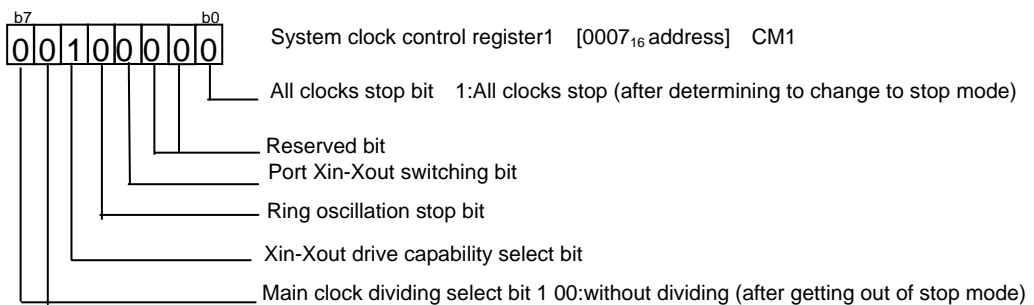 b7 b0
0 0 1 0 0 0 0 0 System clock control register1 [0007₁₆ address] CM1
All clocks stop bit 1:All clocks stop (after determining to change to stop mode)
Reserved bit
Port Xin-Xout switching bit
Ring oscillation stop bit
Xin-Xout drive capability select bit
Main clock dividing select bit 1 00:without dividing (after getting out of stop mode)